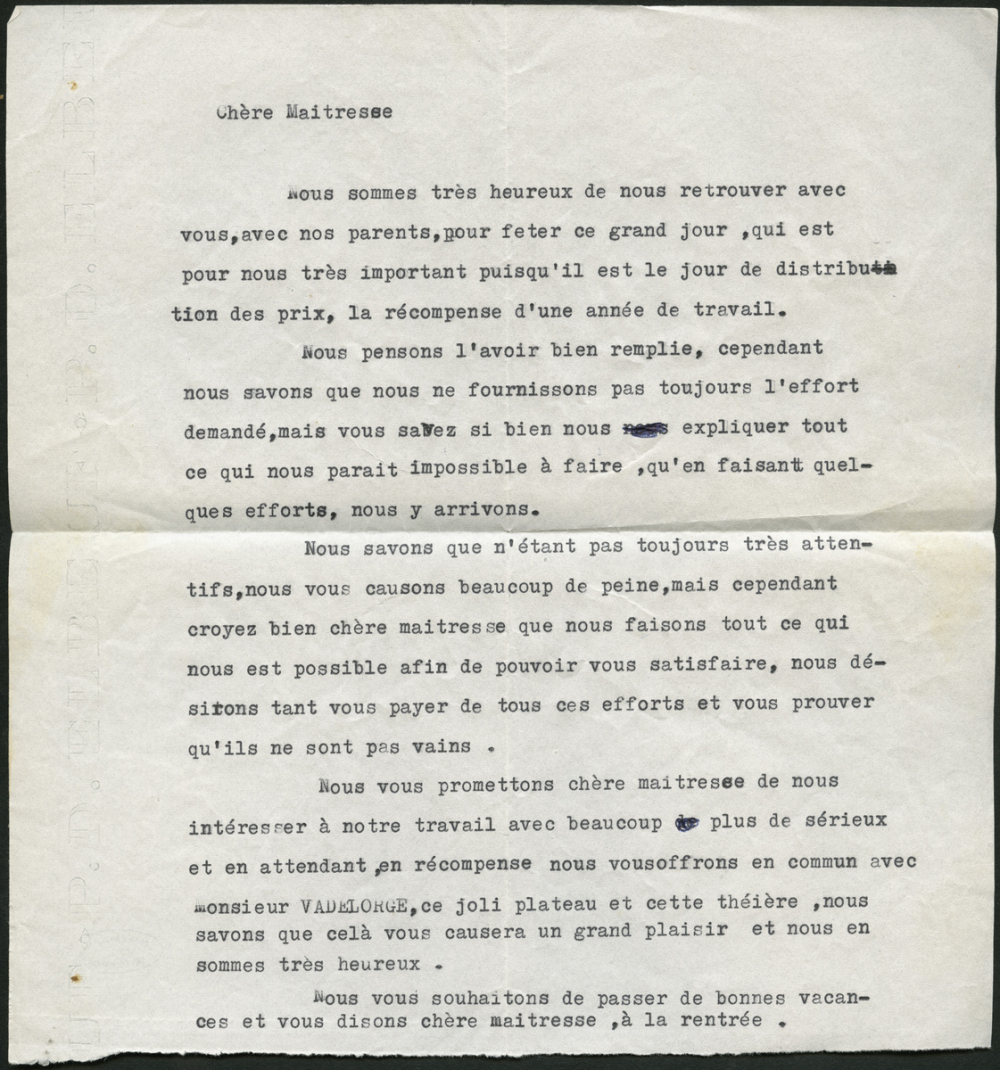 Chère Maitresse
Nous sommes très heureux de nous retrouver avec
vous,avec nos parents,pour feter ce grand jour ,qui est
pour nous très important puisqu'il est le jour de distribu
tion des prix, la récompense d'une année de travail.
Nous pensons l'avoir bien remplie, cependant
nous savons que nous ne fournissons pas toujours l'effort
demandé,mais vous savez si bien nous expliquer tout
ce qui nous parait impossible à faire ,qu'en faisant quel-
ques efforts, nous y arrivons.
Nous savons que n'étant pas toujours très atten-
tifs,nous vous causons beaucoup de peine,mais cependant
croyez bien chère maitresse que nous faisons tout ce qui
nous est possible afin de pouvoir vous satisfaire, nous dé-
sirons tant vous payer de tous ces efforts et vous prouver
qu'ils ne sont pas vains .
Nous vous promettons chère maitresse de nous
intéresser à notre travail avec beaucoup de plus de sérieux
et en attendant ,en récompense nous vousoffrons en commun avec
monsieur VADELORGE,ce joli plateau et cette théière ,nous
savons que celà vous causera un grand plaisir et nous en
sommes très heureux .
Nous vous souhaitons de passer de bonnes vacan-
ces et vous disons chère maitresse ,à la rentrée .